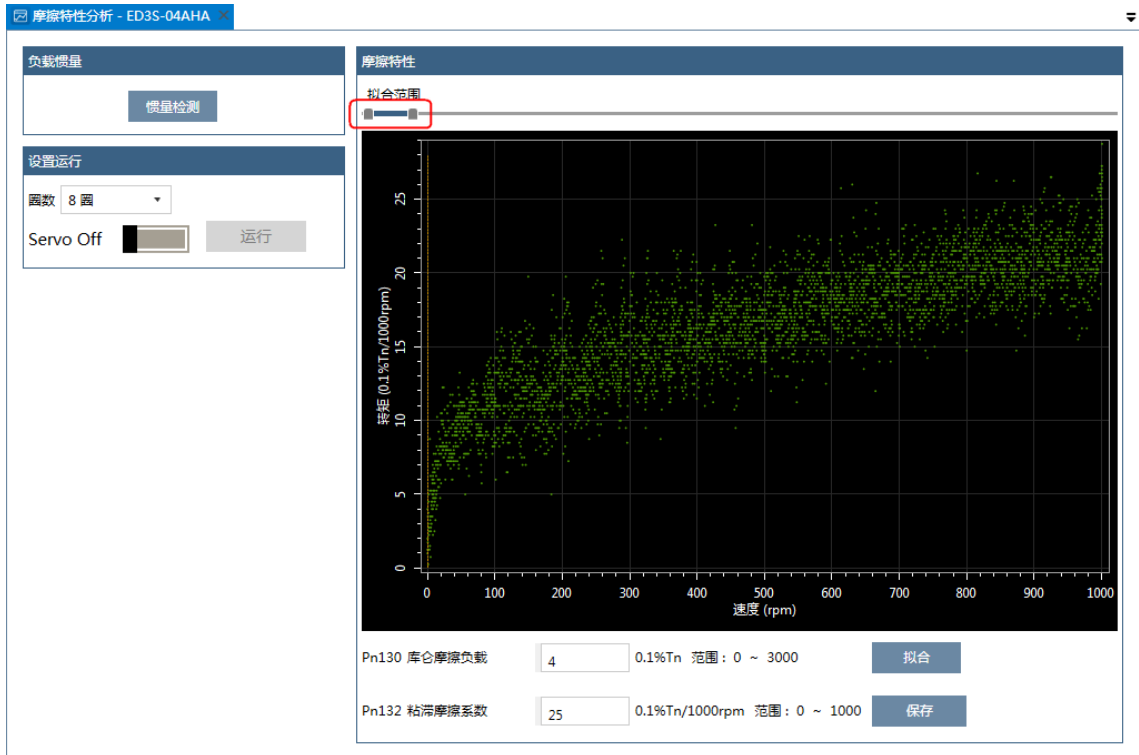 摩擦特性分析 - ED3S-04AHA ×
负载惯量
惯量检测
设置运行
圈数 8 圈
Servo Off 运行
摩擦特性
拟合范围
转矩 (0.1%Tn/1000rpm)
25
20
15
10
5
0
0 100 200 300 400 500 600 700 800 900 1000
速度 (rpm)
Pn130 库仑摩擦负载 4 0.1%Tn 范围: 0 ~ 3000 拟合
Pn132 粘滞摩擦系数 25 0.1%Tn/1000rpm 范围: 0 ~ 1000 保存